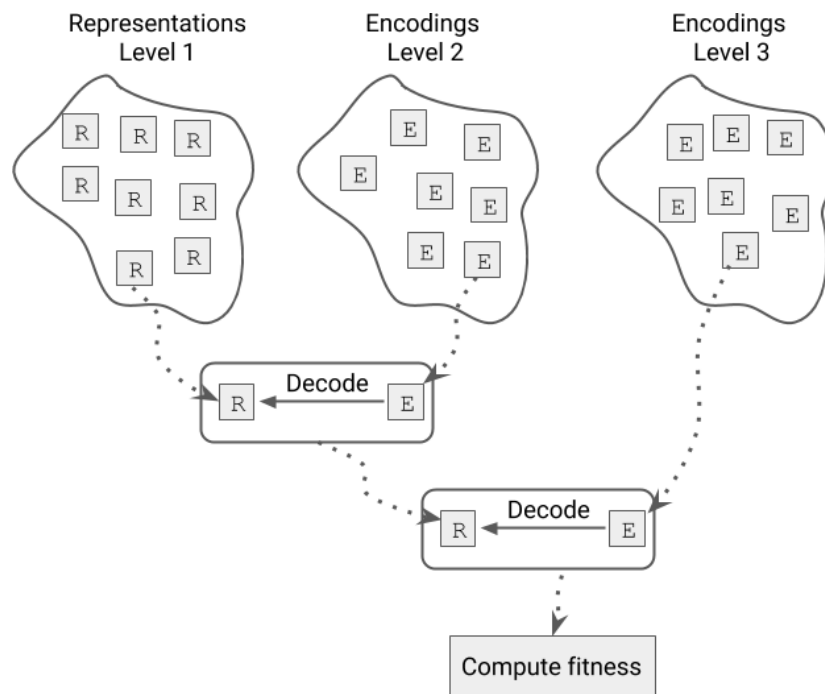 Representations
Level 1
Encodings
Level 2
Encodings
Level 3
R
R
R
R
R
R
R
R
E
E
E
E
E
E
E
E
E
E
E
E
E
E
R
Decode
E
R
Decode
E
Compute fitness